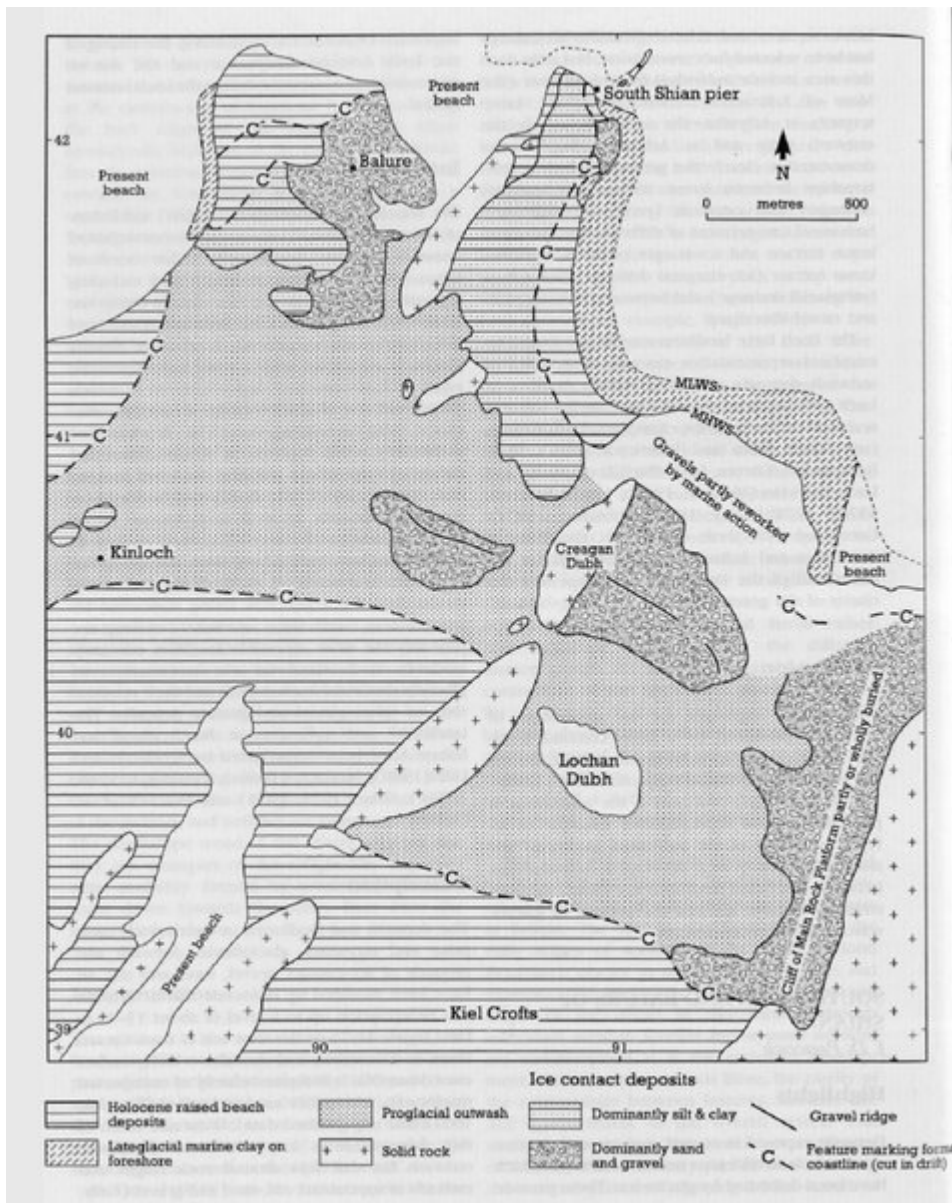 South Shian pier
Present
beach
42
Balure
Present
beach
N
0 metres 500
C
C
C
C
C
C
MLWS
41
C
MHWS
Gravels partly reworked
by marine action
C
Kinloch
Creagan
Dubh
Present
beach
C
C
C
C
40
Lochan
Dubh
Cliff of Main Rock Platform partly or wholly buried
C
C
C
Present beach
C
Kiel Crofts
39
90
91
Ice contact deposits
Holocene raised beach
deposits
Proglacial outwash
Dominantly silt & clay
Gravel ridge
Lateglacial marine clay on
foreshore
Solid rock
Dominantly sand
and gravel
C
Feature marking
coastline (cut in drift)